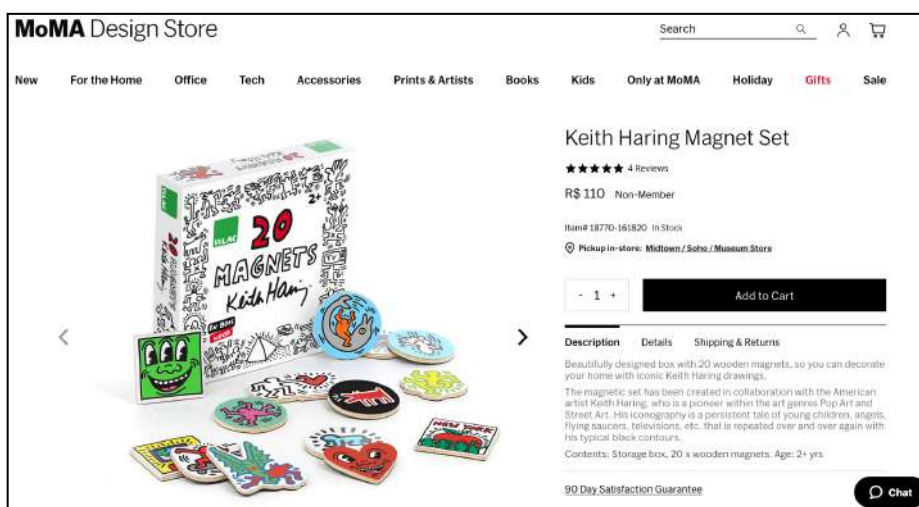 MoMA Design Store
Search
New For the Home Office Tech Accessories Prints & Artists Books Kids Only at MoMA Holiday Gifts Sale
Keith Haring Magnet Set
4 Reviews
R$ 110 Non-Member
Item# 18770-161820 In Stock
Pickup in-store: Midtown / Soho / Museum Store
- 1 +
Add to Cart
Description Details Shipping & Returns
Beautifully designed box with 20 wooden magnets, so you can decorate
your home with iconic Keith Haring drawings.
The magnetic set has been created in collaboration with the American
artist Keith Haring, who is a pioneer within the art genres Pop Art and
Street Art. His iconography is a persistent tale of young children, angels,
flying saucers, televisions, etc. that is repeated over and over again with
his typical black contours.
Contents: Storage box, 20 x wooden magnets. Age: 2+ yrs
90 Day Satisfaction Guarantee
Chat
2+
VILAC
20
MAGNETS
Keith Haring
EN BOIS
WOOD
20
MAGNETS
NEW YORK